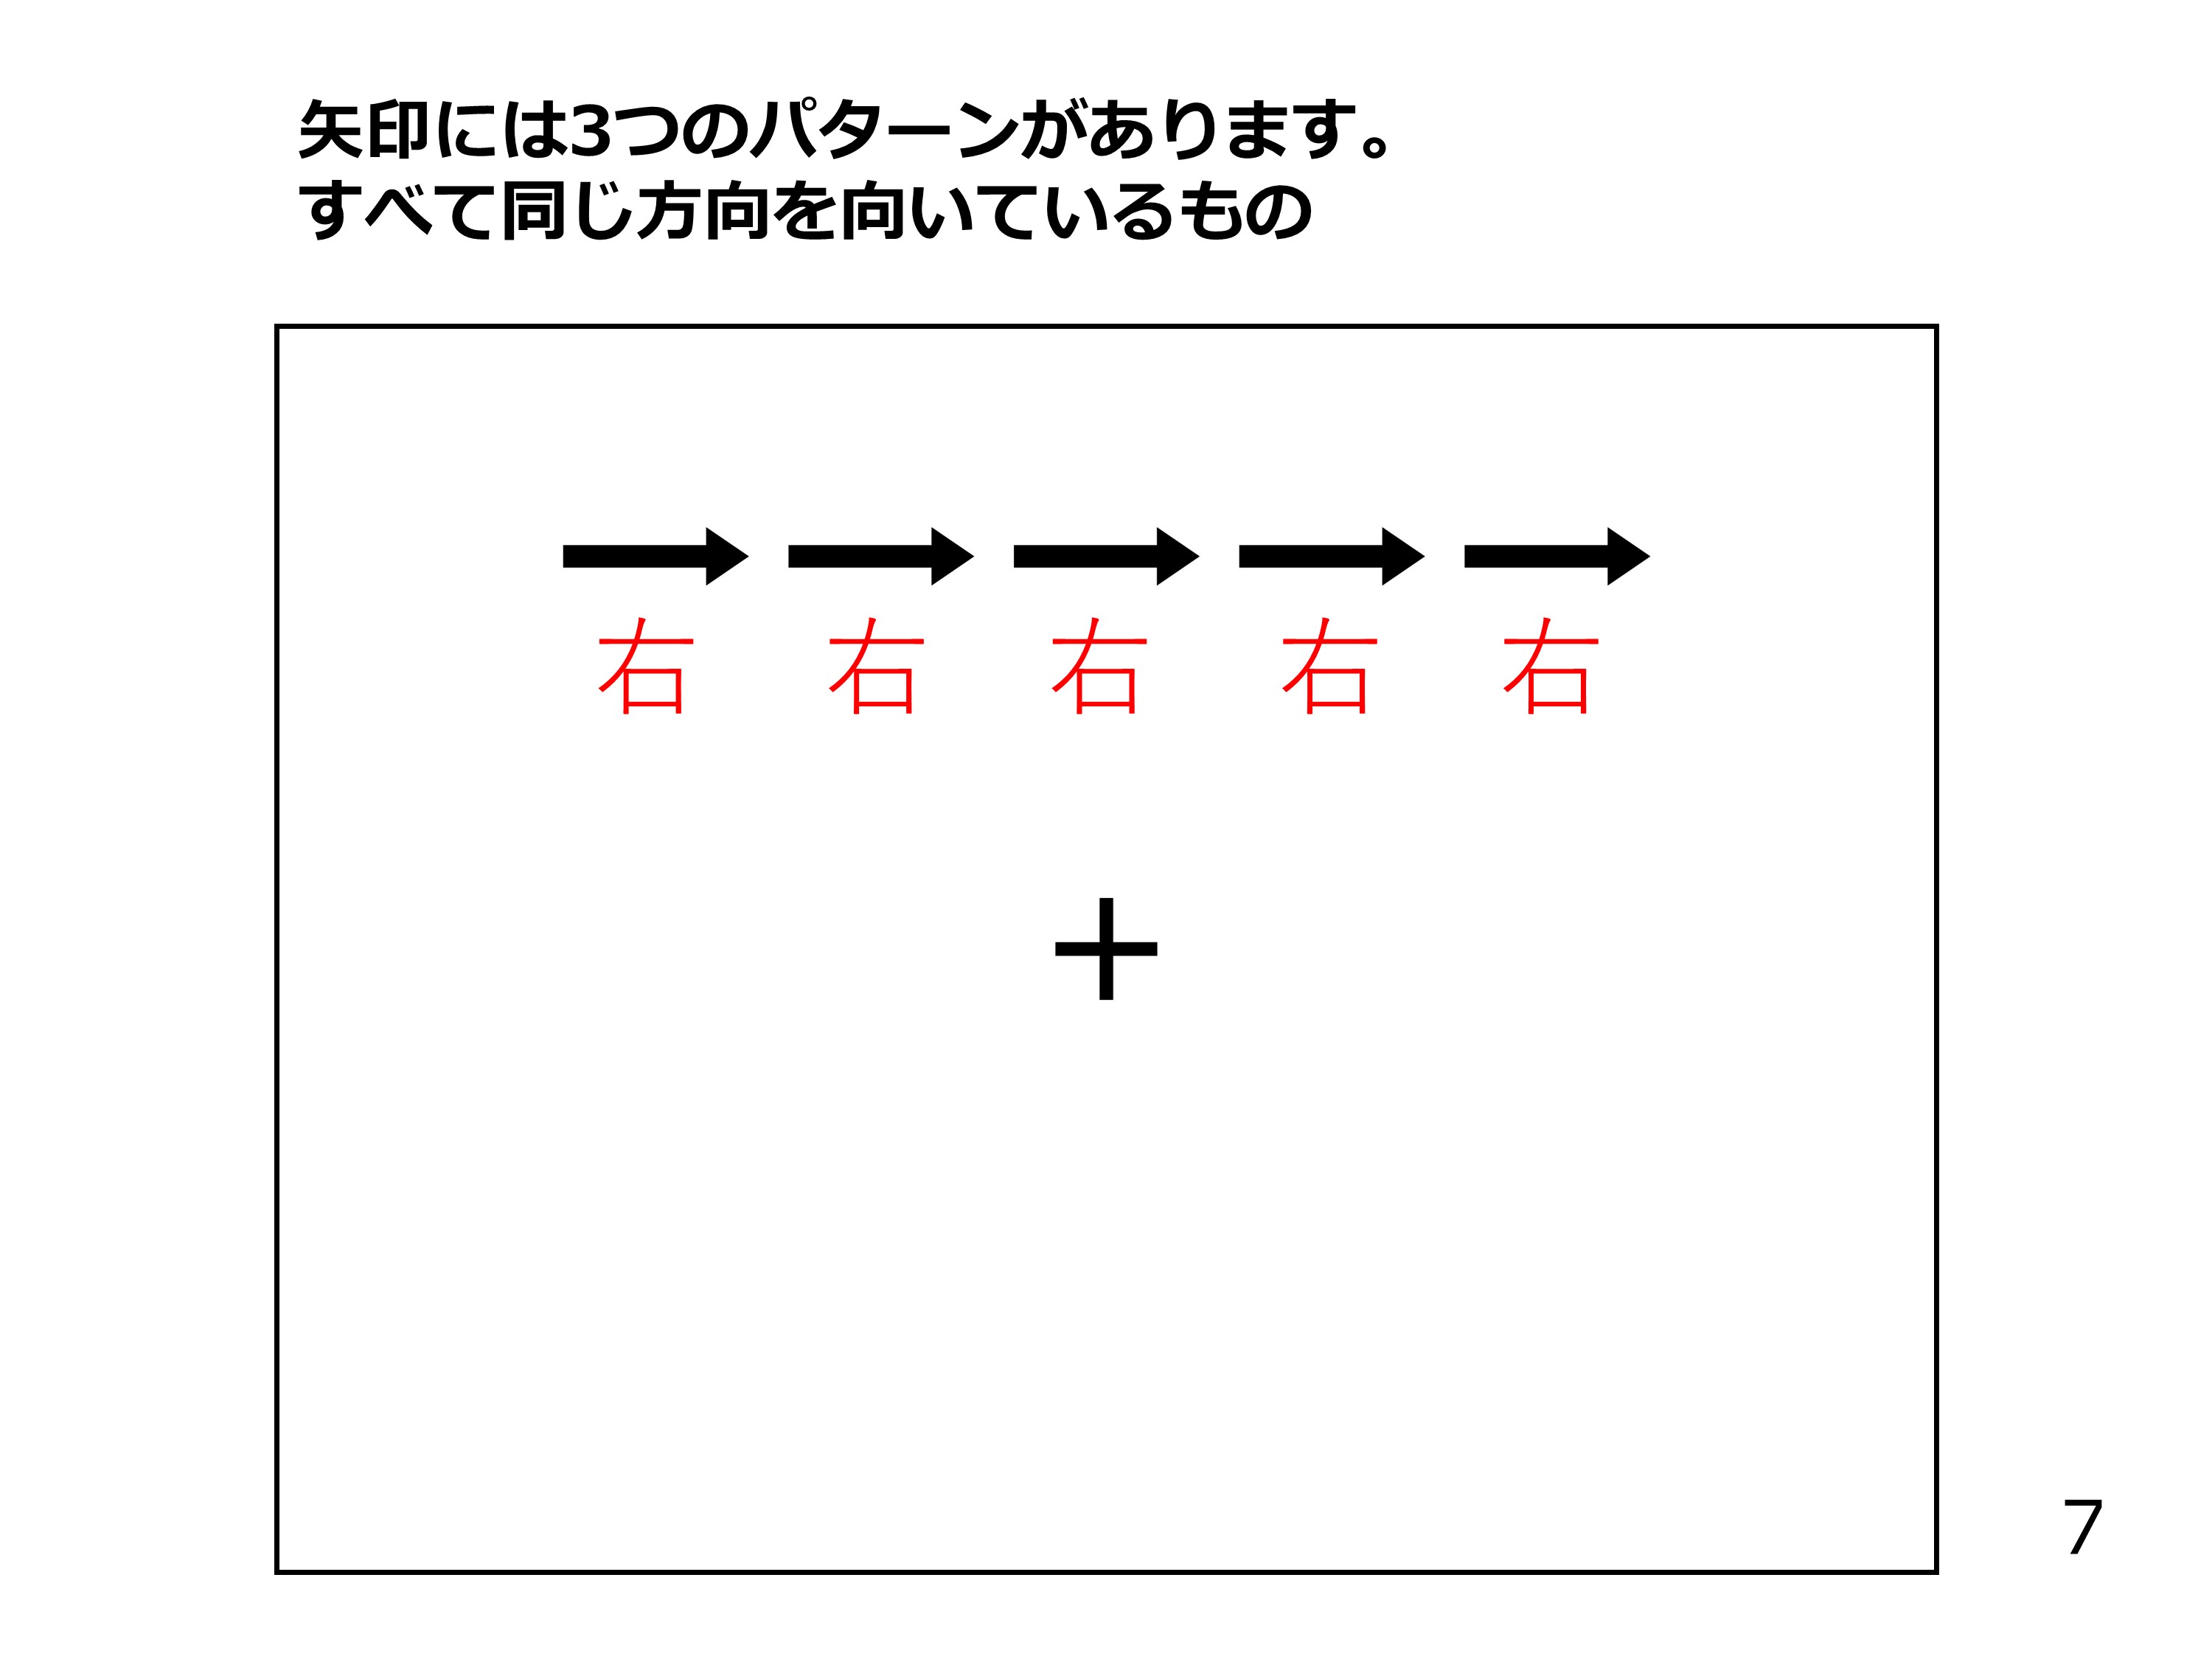 矢印には3つのパターンがあります。
すべて同じ方向を向いているもの
右 右 右 右 右
7